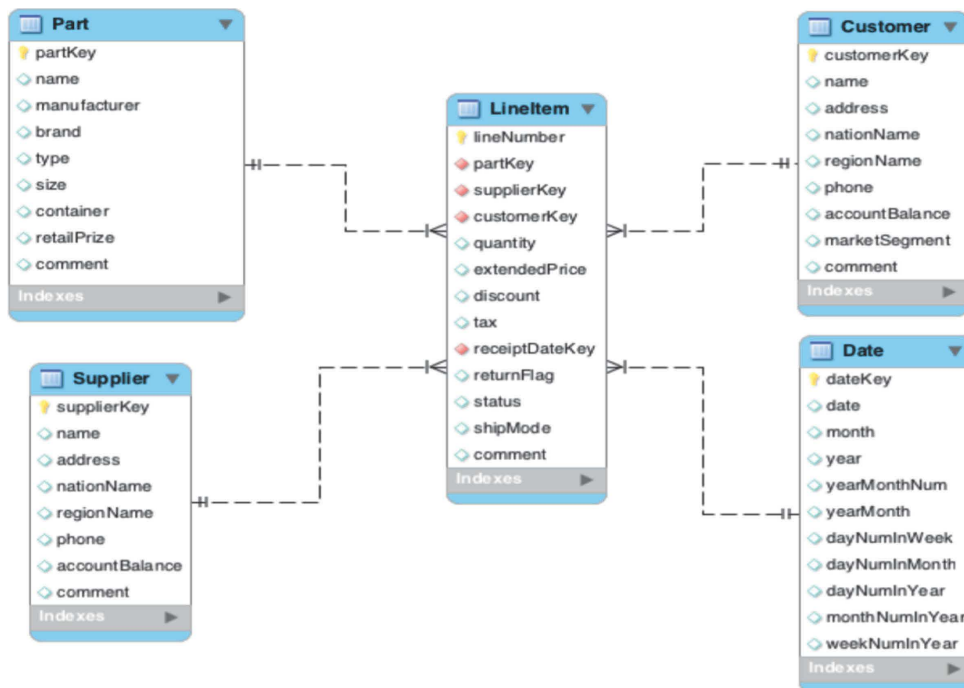 Part
partKey
name
manufacturer
brand
type
size
container
retailPrize
comment
Indexes
Supplier
supplierKey
name
address
nationName
regionName
phone
accountBalance
comment
Indexes
LineItem
lineNumber
partKey
supplierKey
customerKey
quantity
extendedPrice
discount
tax
receiptDateKey
returnFlag
status
shipMode
comment
Indexes
Customer
customerKey
name
address
nationName
regionName
phone
accountBalance
marketSegment
comment
Indexes
Date
dateKey
date
month
year
yearMonthNum
yearMonth
dayNumInWeek
dayNumInMonth
dayNumInYear
monthNumInYear
weekNumInYear
Indexes